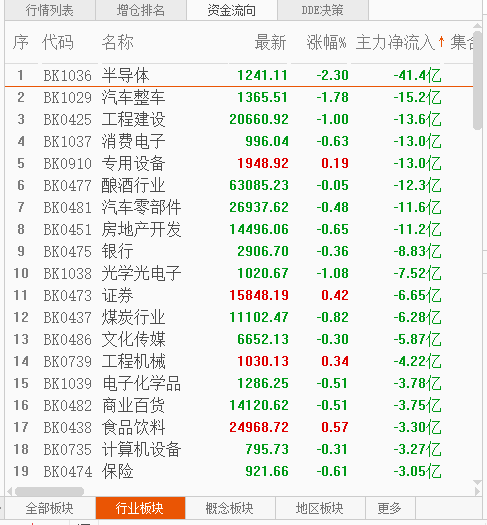 行情列表 增仓排名 资金流向 DDE决策
序 代码 名称 最新 涨幅% 主力净流入↑ 集合
1 BK1036 半导体 1241.11 -2.30 -41.4亿
2 BK1029 汽车整车 1365.51 -1.78 -15.2亿
3 BK0425 工程建设 20660.92 -1.00 -13.6亿
4 BK1037 消费电子 996.04 -0.63 -13.0亿
5 BK0910 专用设备 1948.92 0.19 -13.0亿
6 BK0477 酿酒行业 63085.23 -0.05 -12.3亿
7 BK0481 汽车零部件 26937.62 -0.48 -11.6亿
8 BK0451 房地产开发 14496.06 -0.65 -11.2亿
9 BK0475 银行 2906.70 -0.36 -8.83亿
10 BK1038 光学光电子 1020.67 -1.08 -7.52亿
11 BK0473 证券 15848.19 0.42 -6.65亿
12 BK0437 煤炭行业 11102.47 -0.82 -6.28亿
13 BK0486 文化传媒 6652.13 -0.30 -5.87亿
14 BK0739 工程机械 1030.13 0.34 -4.22亿
15 BK1039 电子化学品 1286.25 -0.51 -3.78亿
16 BK0482 商业百货 14120.62 -0.51 -3.75亿
17 BK0438 食品饮料 24968.72 0.57 -3.30亿
18 BK0735 计算机设备 795.73 -0.31 -3.27亿
19 BK0474 保险 921.66 -0.61 -3.05亿
全部板块 行业板块 概念板块 地区板块 更多